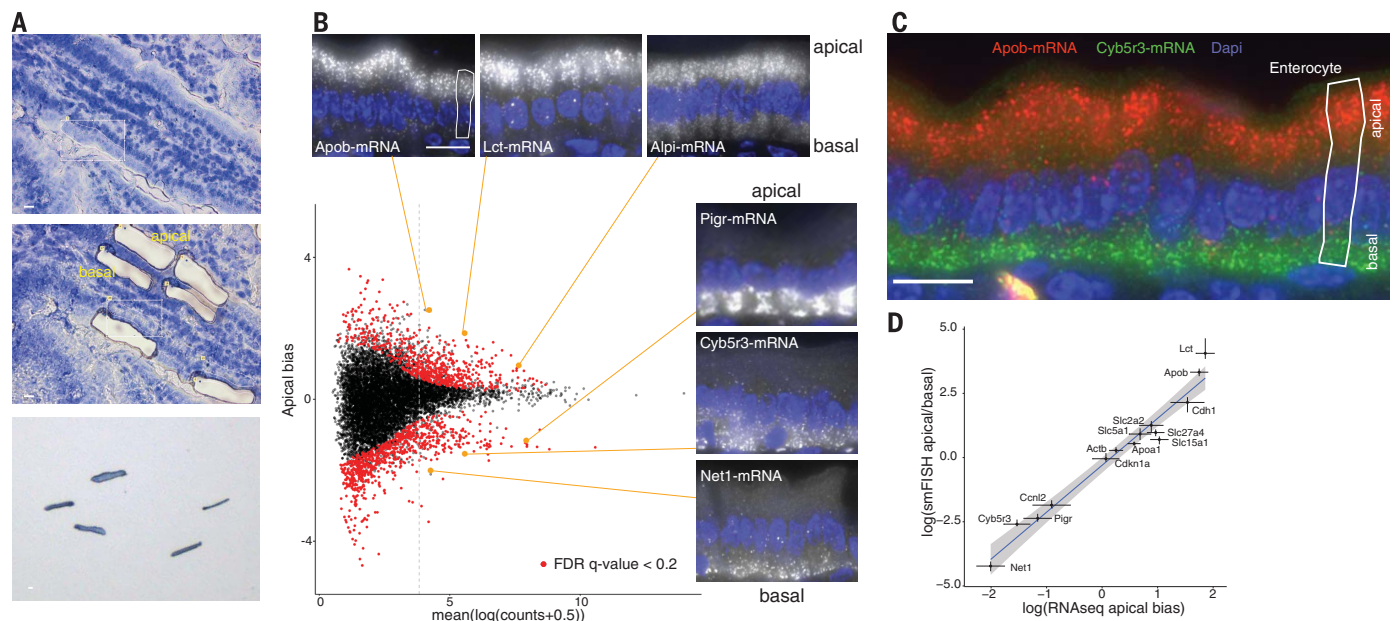 A
apical
basal
B
apical
basal
Apob-mRNA
Lct-mRNA
Alpi-mRNA
apical
Pigr-mRNA
Cyb5r3-mRNA
Net1-mRNA
basal
Apical bias
4
0
-4
FDR q-value < 0.2
0
5
10
mean(log(counts+0.5))
C
Apob-mRNA Cyb5r3-mRNA Dapi
Enterocyte
apical
basal
D
log(smFISH apical/basal)
5.0
2.5
0.0
−2.5
−5.0
Lct
Apob
Cdh1
Slc2a2
Slc5a1
Slc27a4
Slc15a1
Actb
Apoa1
Cdkn1a
Ccnl2
Cyb5r3
Pigr
Net1
−2
−1
0
1
2
log(RNAseq apical bias)